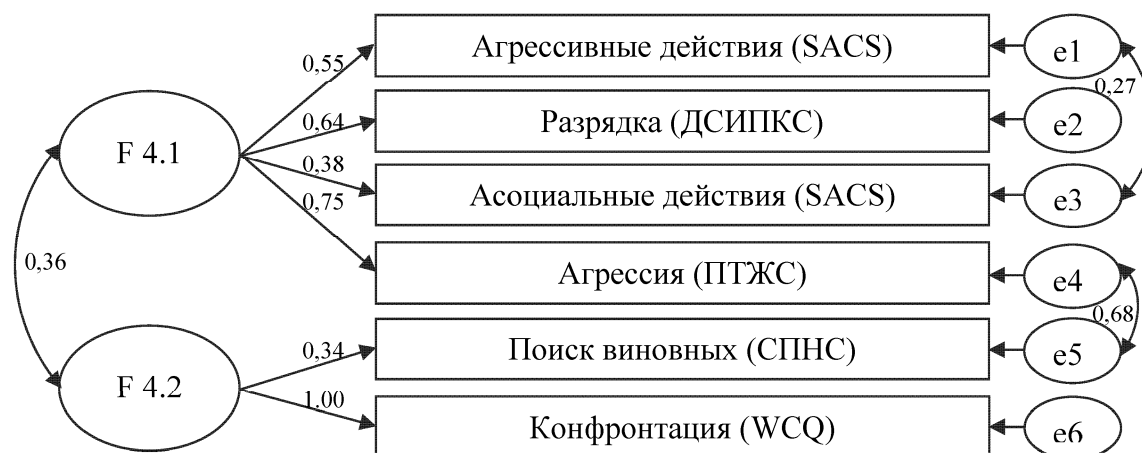 Агрессивные действия (SACS)
e1
0,55
0,27
F 4.1
0,64
Разрядка (ДСИПКС)
e2
0,38
Асоциальные действия (SACS)
e3
0,75
0,36
Агрессия (ПТЖС)
e4
0,68
F 4.2
0,34
Поиск виновных (СПНС)
e5
1.00
Конфронтация (WCQ)
e6